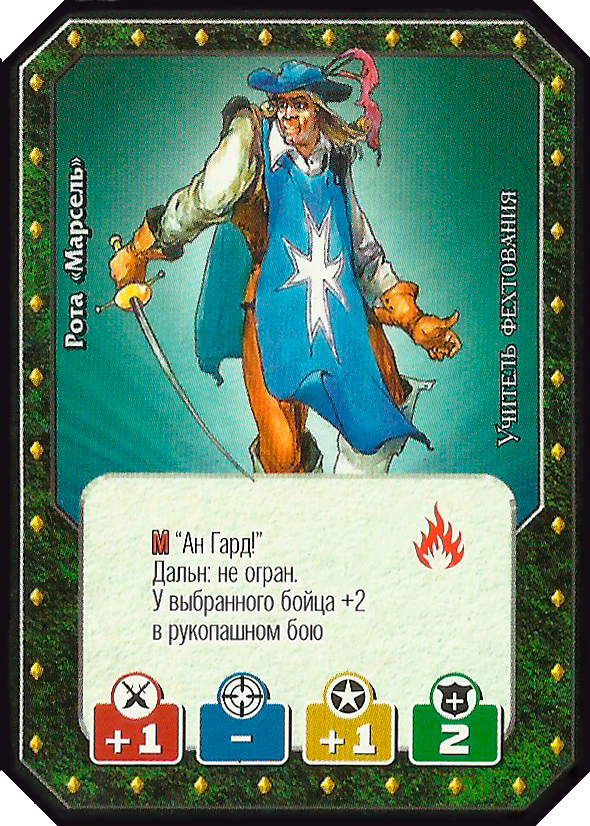 Рота «Марсель»
Учитель фехтования
М “Ан Гард!”
Дальн: не огран.
У выбранного бойца +2
в рукопашном бою
+1
–
+1
2